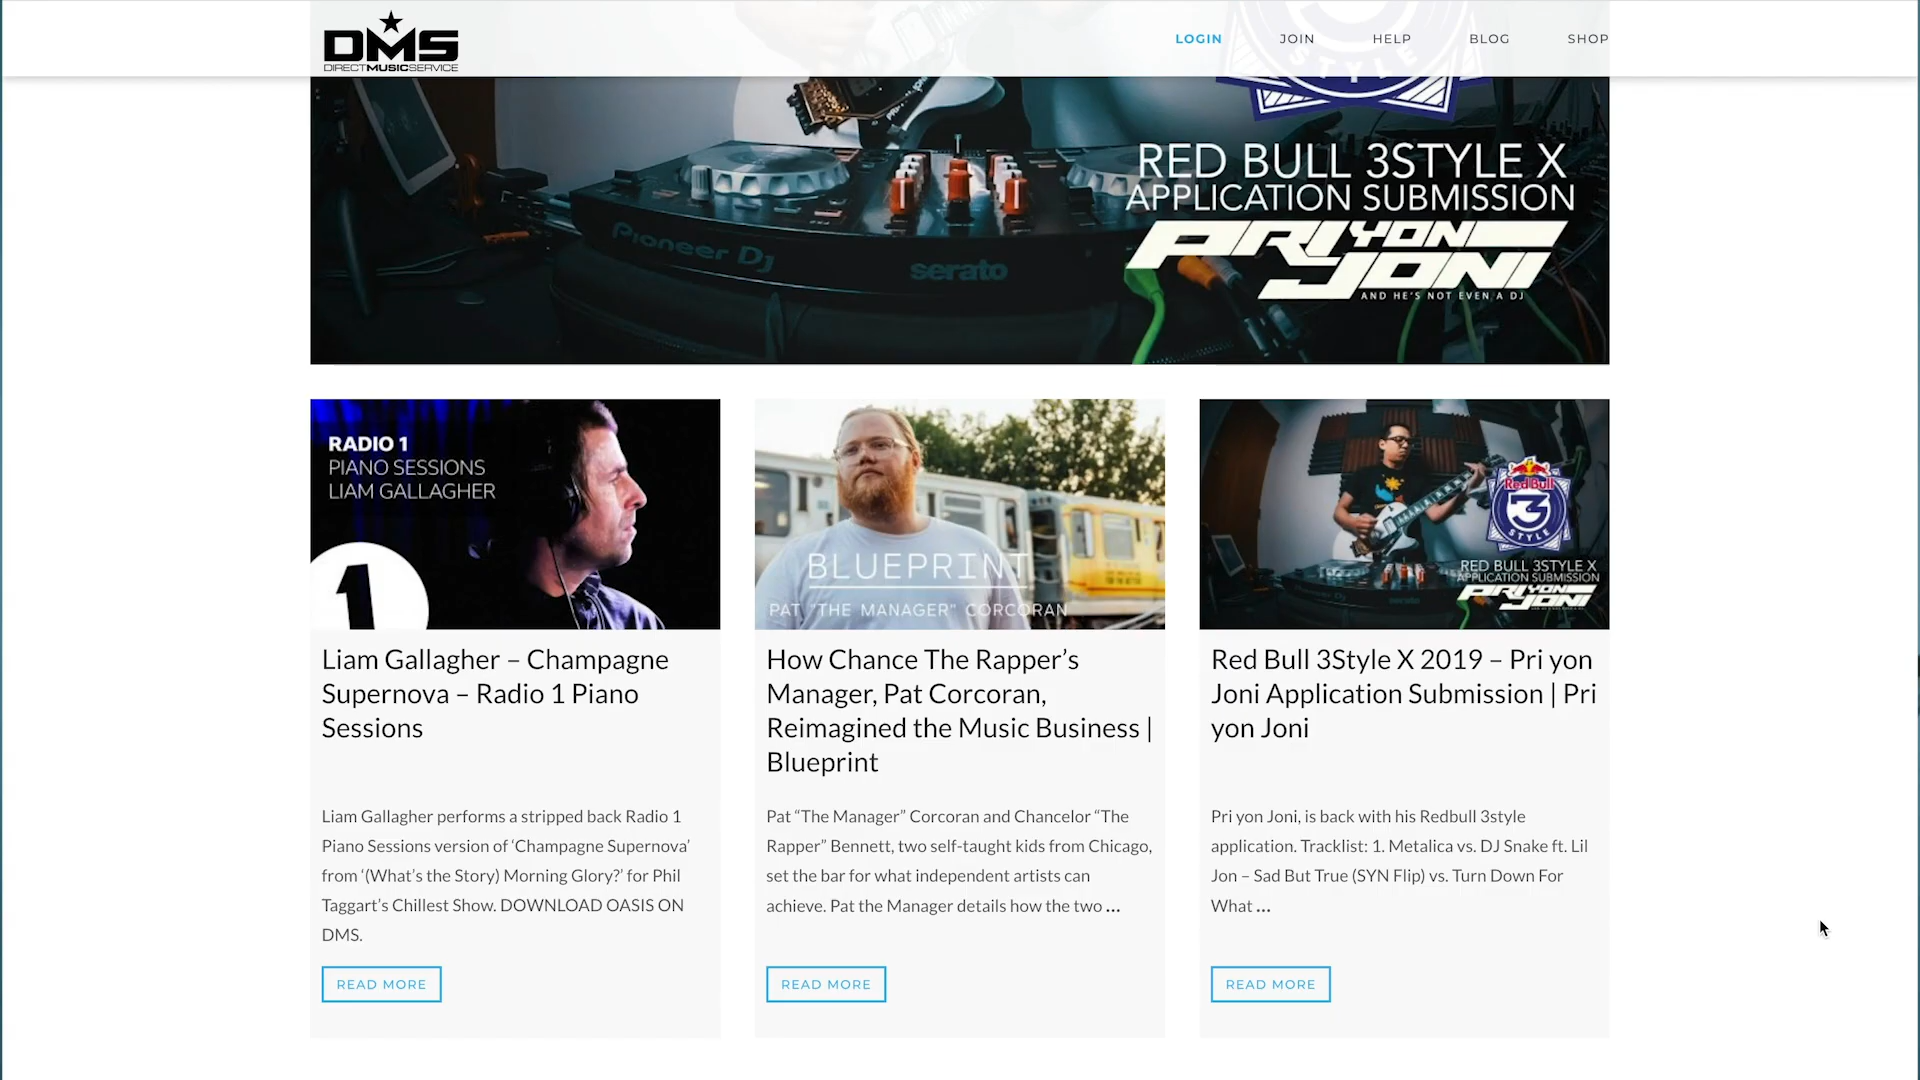 DMS
DIRECTMUSICSERVICE
LOGIN
JOIN
HELP
BLOG
SHOP
STYLE
RED BULL 3STYLE X
APPLICATION SUBMISSION
PRI YON
JONI
AND HE'S NOT EVEN A DJ
Pioneer Dj
serato
RADIO 1
PIANO SESSIONS
LIAM GALLAGHER
1
BLUEPRINT
PAT "THE MANAGER" CORCORAN
Red Bull
3
STYLE
RED BULL 3STYLE X
APPLICATION SUBMISSION
PRI YON
JONI
Liam Gallagher – Champagne
Supernova – Radio 1 Piano
Sessions
How Chance The Rapper’s
Manager, Pat Corcoran,
Reimagined the Music Business |
Blueprint
Red Bull 3Style X 2019 – Pri yon
Joni Application Submission | Pri
yon Joni
Liam Gallagher performs a stripped back Radio 1
Piano Sessions version of ‘Champagne Supernova’
from ‘(What’s the Story) Morning Glory?’ for Phil
Taggart’s Chillest Show. DOWNLOAD OASIS ON
DMS.
Pat “The Manager” Corcoran and Chancelor “The
Rapper” Bennett, two self-taught kids from Chicago,
set the bar for what independent artists can
achieve. Pat the Manager details how the two ...
Pri yon Joni, is back with his Redbull 3style
application. Tracklist: 1. Metalica vs. DJ Snake ft. Lil
Jon – Sad But True (SYN Flip) vs. Turn Down For
What ...
READ MORE
READ MORE
READ MORE